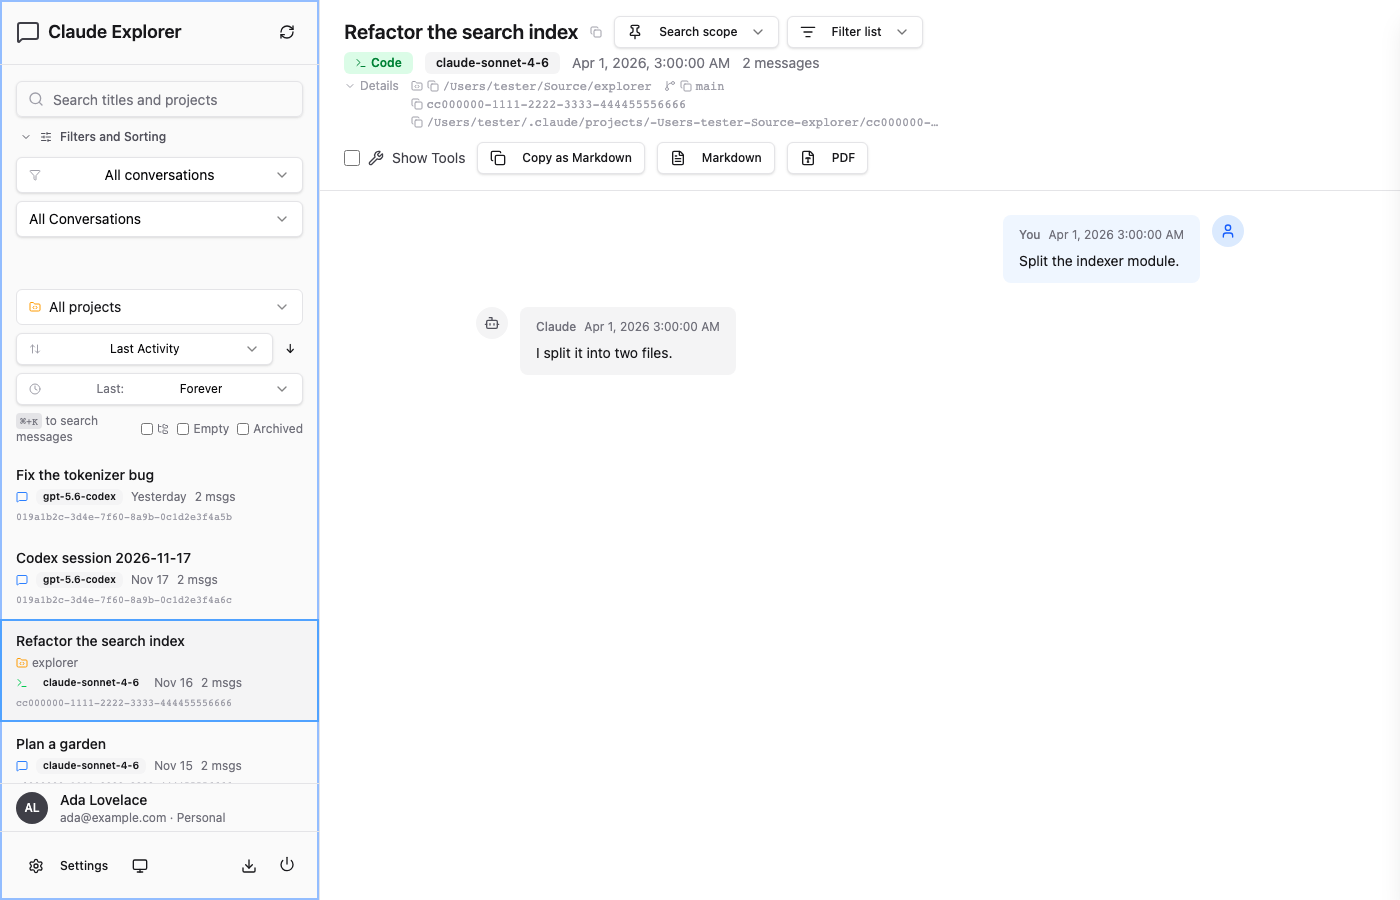 Claude Explorer
Search titles and projects
Filters and Sorting
All conversations
All Conversations
All projects
Last Activity
Last: Forever
⌘+K to search messages
Empty
Archived
Fix the tokenizer bug
gpt-5.6-codex Yesterday 2 msgs
019a1b2c-3d4e-7f60-8a9b-0c1d2e3f4a5b
Codex session 2026-11-17
gpt-5.6-codex Nov 17 2 msgs
019a1b2c-3d4e-7f60-8a9b-0c1d2e3f4a6c
Refactor the search index
explorer
claude-sonnet-4-6 Nov 16 2 msgs
cc000000-1111-2222-3333-444455556666
Plan a garden
claude-sonnet-4-6 Nov 15 2 msgs
AL
Ada Lovelace
ada@example.com · Personal
Settings
Refactor the search index
Search scope
Filter list
Code claude-sonnet-4-6 Apr 1, 2026, 3:00:00 AM 2 messages
Details /Users/tester/Source/explorer main
cc000000-1111-2222-3333-444455556666
/Users/tester/.claude/projects/-Users-tester-Source-explorer/cc000000-…
Show Tools
Copy as Markdown
Markdown
PDF
You Apr 1, 2026 3:00:00 AM
Split the indexer module.
Claude Apr 1, 2026 3:00:00 AM
I split it into two files.